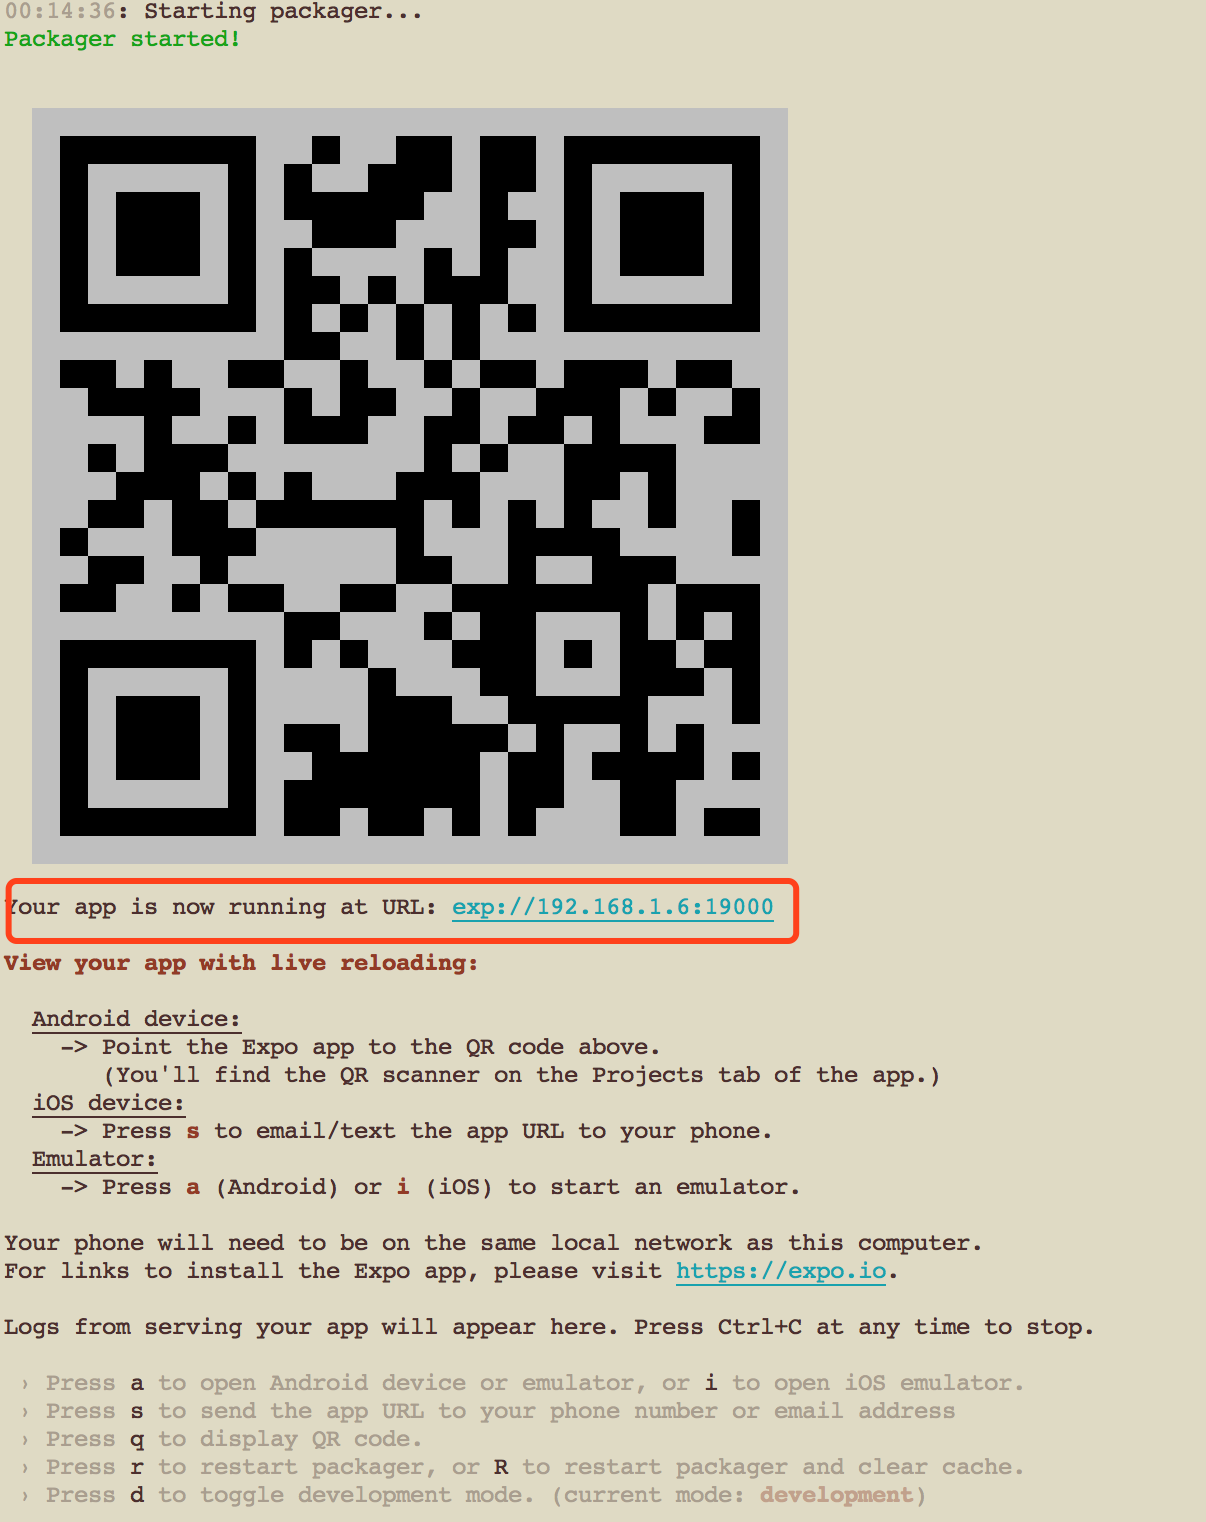 00:14:36: Starting packager...
Packager started!
Your app is now running at URL: exp://192.168.1.6:19000
View your app with live reloading:
Android device:
-> Point the Expo app to the QR code above.
(You'll find the QR scanner on the Projects tab of the app.)
iOS device:
-> Press s to email/text the app URL to your phone.
Emulator:
-> Press a (Android) or i (iOS) to start an emulator.
Your phone will need to be on the same local network as this computer.
For links to install the Expo app, please visit https://expo.io.
Logs from serving your app will appear here. Press Ctrl+C at any time to stop.
› Press a to open Android device or emulator, or i to open iOS emulator.
› Press s to send the app URL to your phone number or email address
› Press q to display QR code.
› Press r to restart packager, or R to restart packager and clear cache.
› Press d to toggle development mode. (current mode: development)